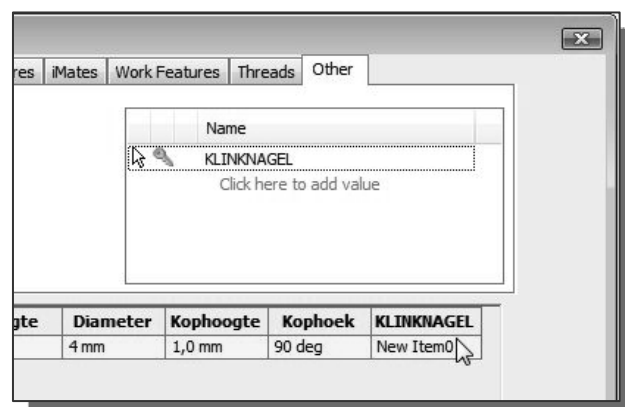 res iMates Work Features Threads Other
Name
KLINKNAGEL
Click here to add value
gte Diameter Kophoogte Kophoek KLINKNAGEL
4 mm 1,0 mm 90 deg New Item0